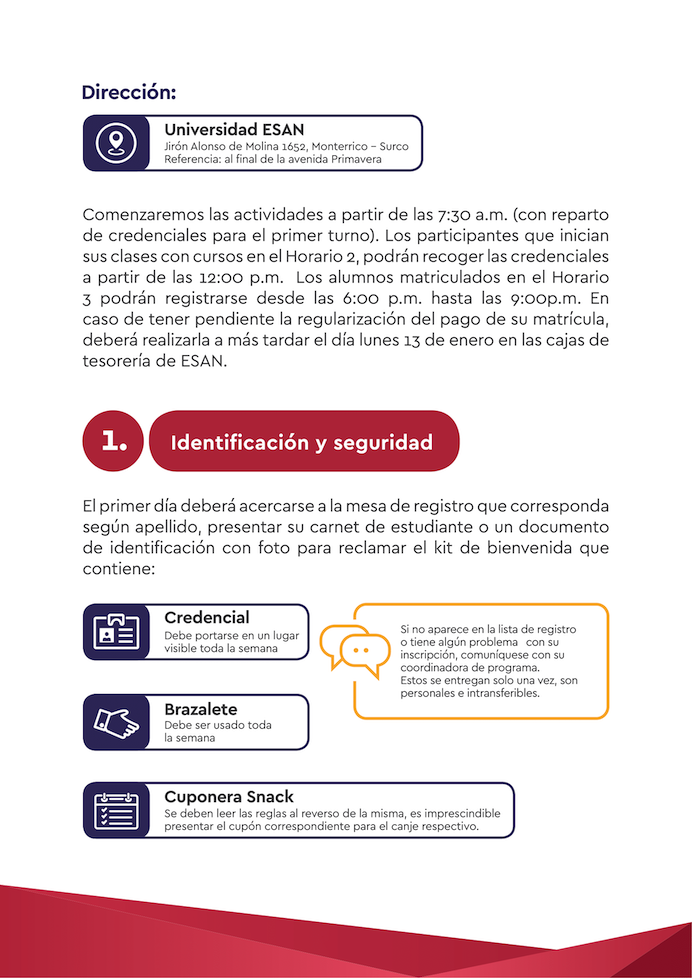 Dirección:
Universidad ESAN
Jirón Alonso de Molina 1652, Monterrico – Surco
Referencia: al final de la avenida Primavera
Comenzaremos las actividades a partir de las 7:30 a.m. (con reparto
de credenciales para el primer turno). Los participantes que inician
sus clases con cursos en el Horario 2, podrán recoger las credenciales
a partir de las 12:00 p.m. Los alumnos matriculados en el Horario
3 podrán registrarse desde las 6:00 p.m. hasta las 9:00p.m. En
caso de tener pendiente la regularización del pago de su matrícula,
deberá realizarla a más tardar el día lunes 13 de enero en las cajas de
tesorería de ESAN.
1. Identificación y seguridad
El primer día deberá acercarse a la mesa de registro que corresponda
según apellido, presentar su carnet de estudiante o un documento
de identificación con foto para reclamar el kit de bienvenida que
contiene:
Credencial
Debe portarse en un lugar
visible toda la semana
Si no aparece en la lista de registro
o tiene algún problema con su
inscripción, comuníquese con su
coordinadora de programa.
Estos se entregan solo una vez, son
personales e intransferibles.
Brazalete
Debe ser usado toda
la semana
Cuponera Snack
Se deben leer las reglas al reverso de la misma, es imprescindible
presentar el cupón correspondiente para el canje respectivo.